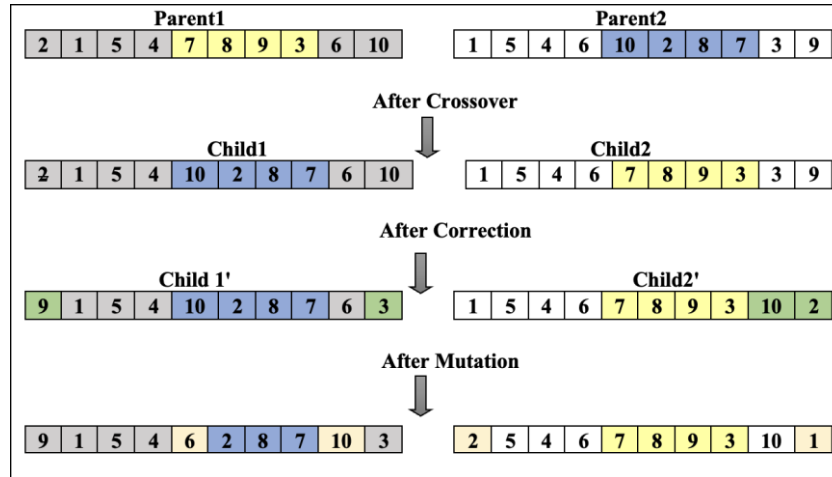 Parent1 Parent2
2 1 5 4 7 8 9 3 6 10 1 5 4 6 10 2 8 7 3 9
After Crossover
Child1 Child2
2 1 5 4 10 2 8 7 6 10 1 5 4 6 7 8 9 3 3 9
After Correction
Child 1' Child2'
9 1 5 4 10 2 8 7 6 3 1 5 4 6 7 8 9 3 10 2
After Mutation
9 1 5 4 6 2 8 7 10 3 2 5 4 6 7 8 9 3 10 1